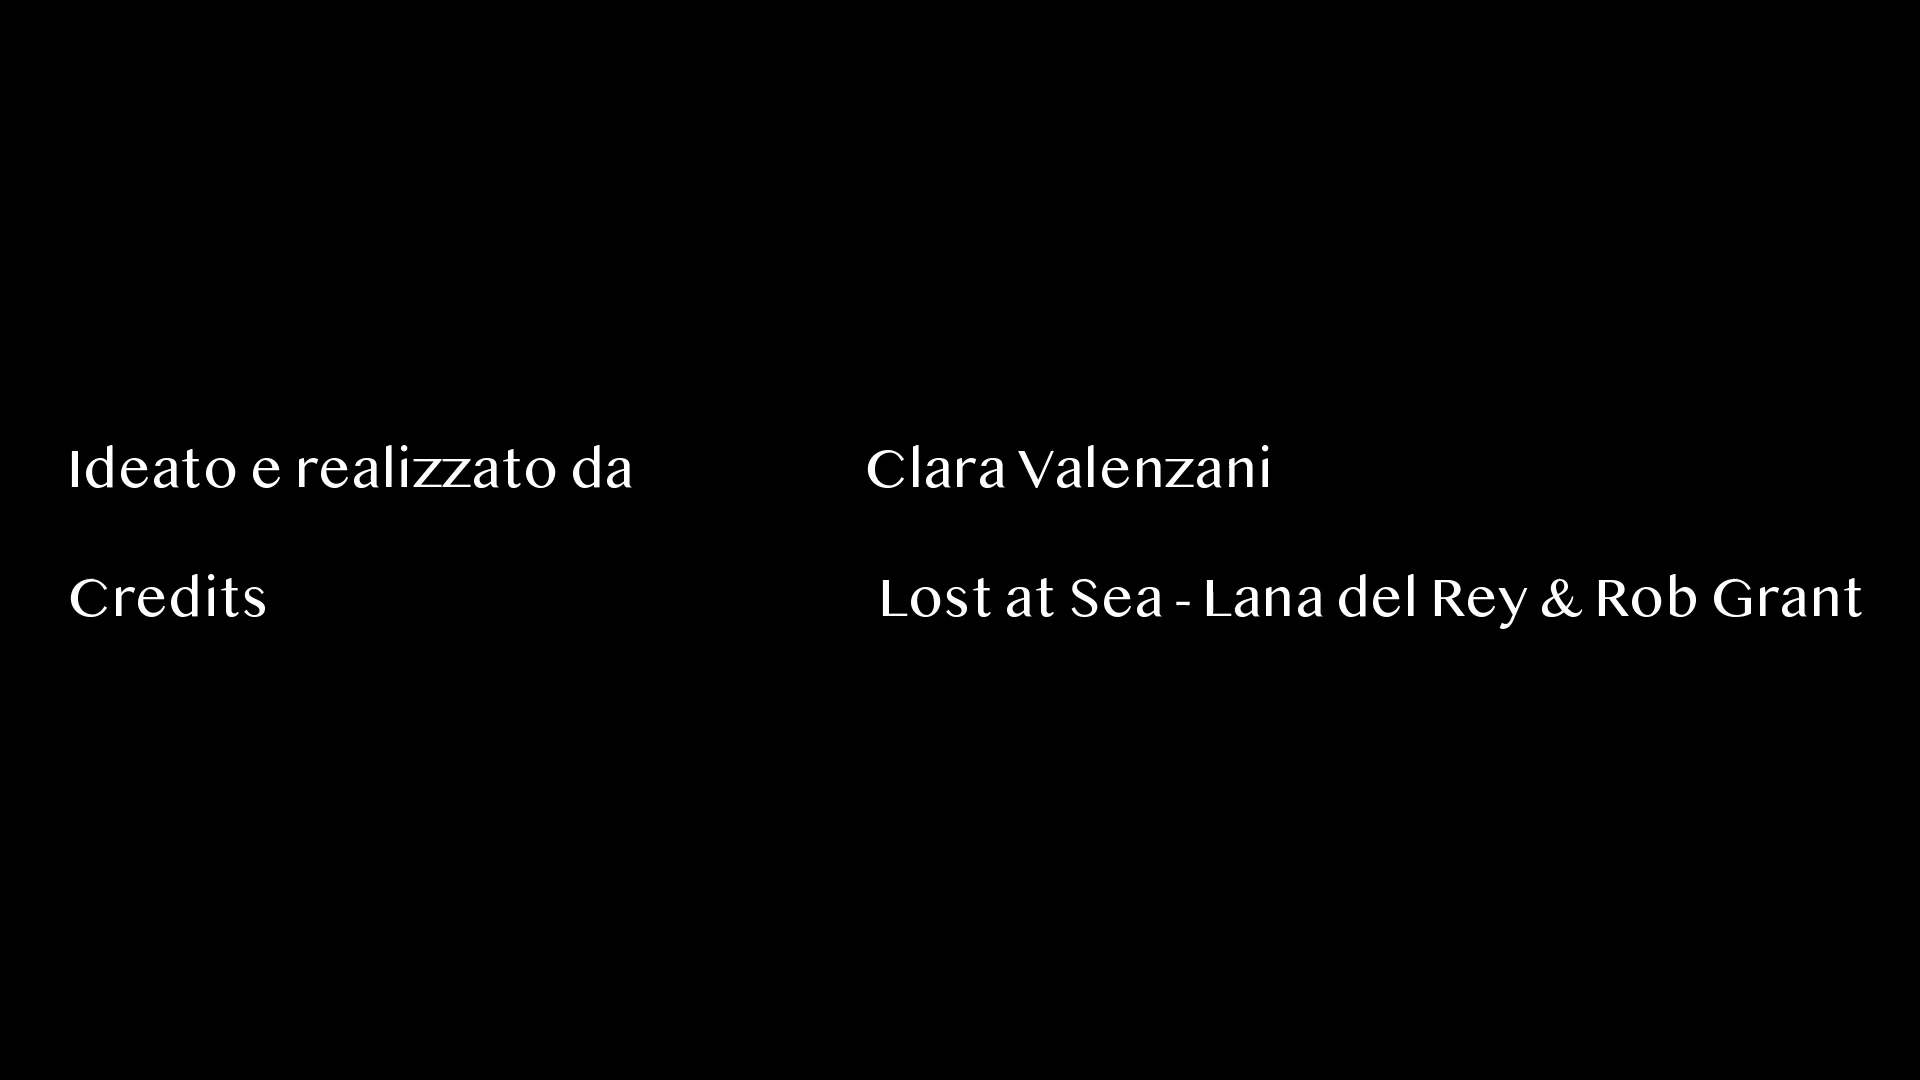 Ideato e realizzato da Clara Valenzani
Credits Lost at Sea - Lana del Rey & Rob Grant